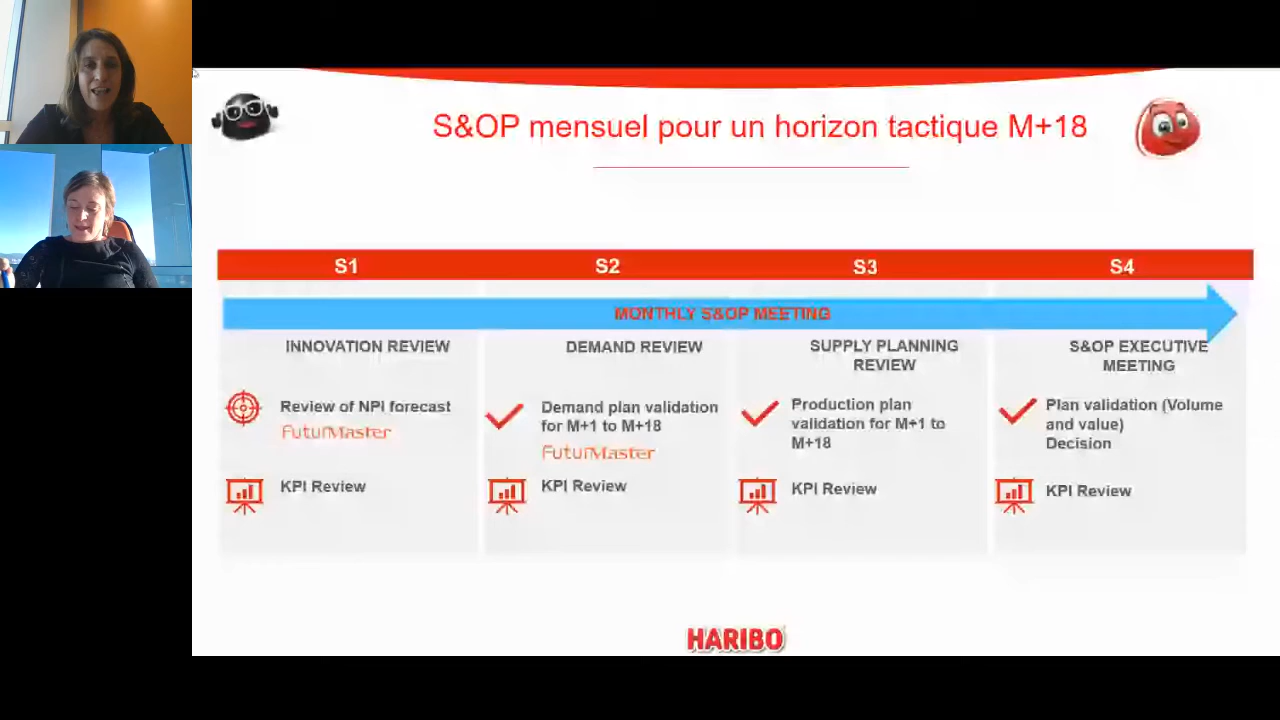 S&OP mensuel pour un horizon tactique M+18
S1
S2
S3
S4
MONTHLY S&OP MEETING
INNOVATION REVIEW
Review of NPI forecast
FuturMaster
KPI Review
DEMAND REVIEW
Demand plan validation
for M+1 to M+18
FuturMaster
KPI Review
SUPPLY PLANNING
REVIEW
Production plan
validation for M+1 to
M+18
KPI Review
S&OP EXECUTIVE
MEETING
Plan validation (Volume
and value)
Decision
KPI Review
HARIBO